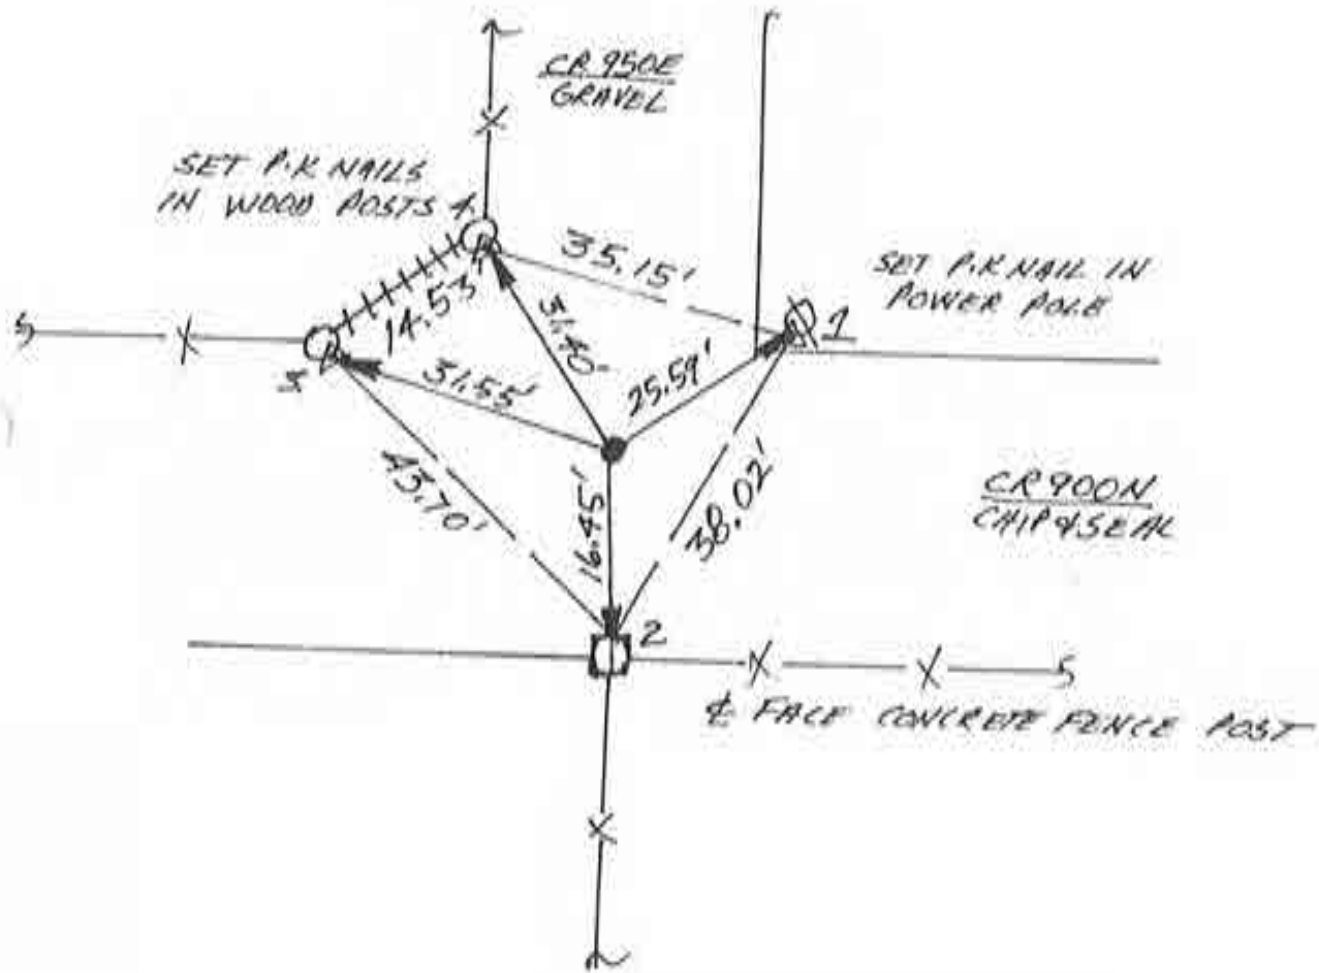 CR 950E
GRAVEL
SET P.K NAILS
IN WOOD POSTS
4
35.15'
SET P.K NAIL IN
POWER POLE
1
14.53'
31.40'
25.59'
3
31.55'
43.70'
16.45'
38.02'
CR 900N
CHIP & SEAL
2
℄ FACE CONCRETE FENCE POST